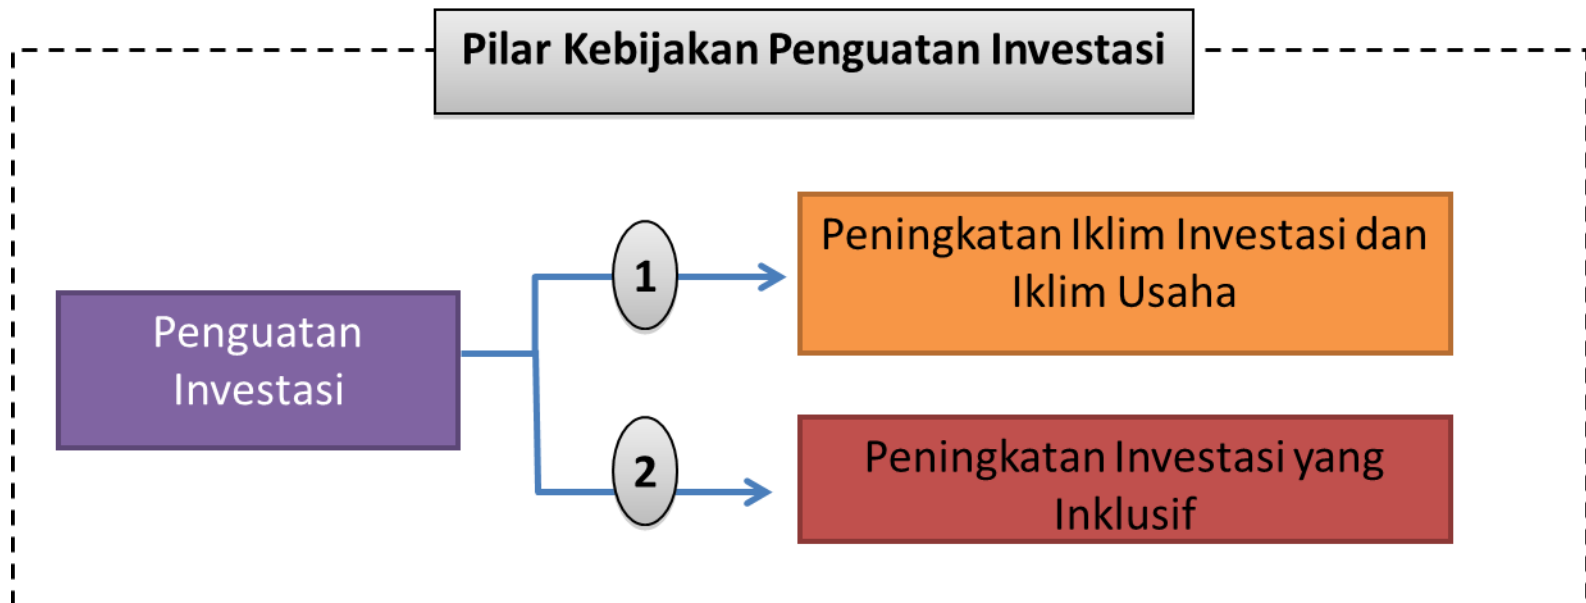 Pilar Kebijakan Penguatan Investasi
1
Peningkatan Iklim Investasi dan
Iklim Usaha
Penguatan
Investasi
2
Peningkatan Investasi yang
Inklusif